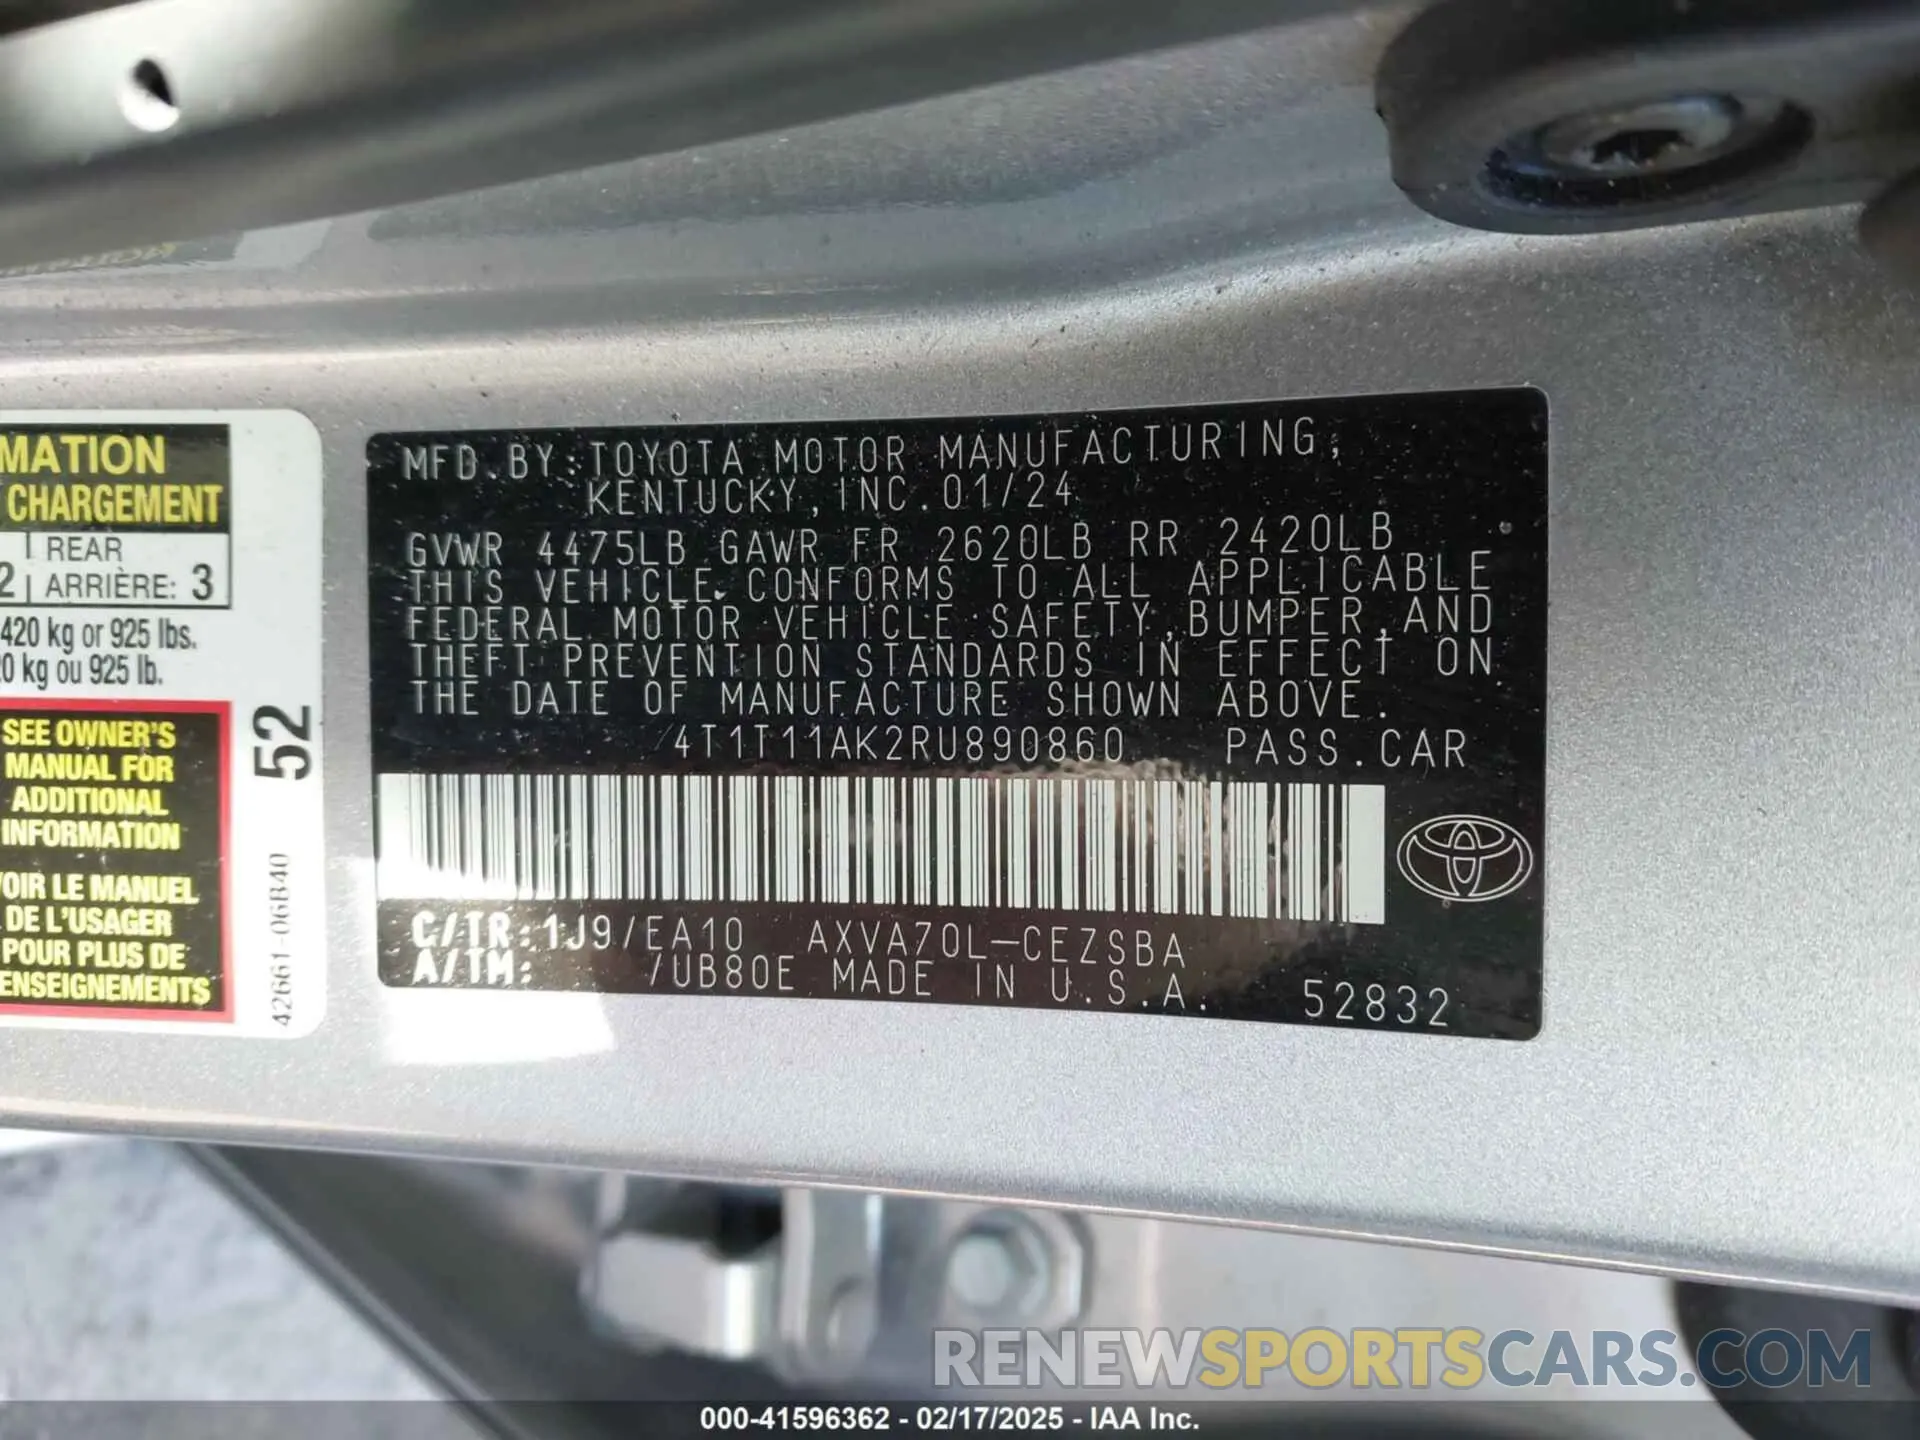 MATION
CHARGEMENT
REAR
2 ARRIÈRE: 3
420 kg or 925 lbs.
0 kg ou 925 lb.
SEE OWNER'S
MANUAL FOR
ADDITIONAL
INFORMATION
VOIR LE MANUEL
DE L'USAGER
POUR PLUS DE
ENSEIGNEMENTS
52
42661-06B40
MFD.BY:TOYOTA MOTOR MANUFACTURING,
KENTUCKY, INC.01/24
GVWR 4475LB GAWR FR 2620LB RR 2420LB
THIS VEHICLE CONFORMS TO ALL APPLICABLE
FEDERAL MOTOR VEHICLE SAFETY,BUMPER,AND
THEFT PREVENTION STANDARDS IN EFFECT ON
THE DATE OF MANUFACTURE SHOWN ABOVE.
4T1T11AK2RU890860 PASS.CAR
C/TR:1J9/EA10 AXVA70L-CEZSBA
A/TM: /UB80E MADE IN U.S.A. 52832
RENEWSPORTSCARS.COM
000-41596362 - 02/17/2025 - IAA Inc.